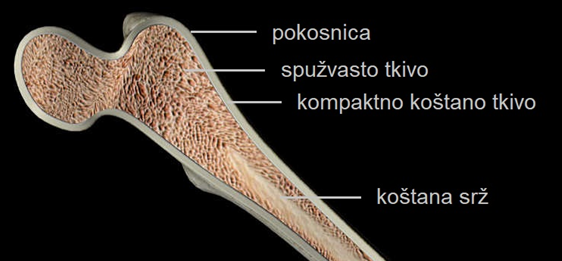 pokosnica
spužvasto tkivo
kompaktno koštano tkivo
koštana srž